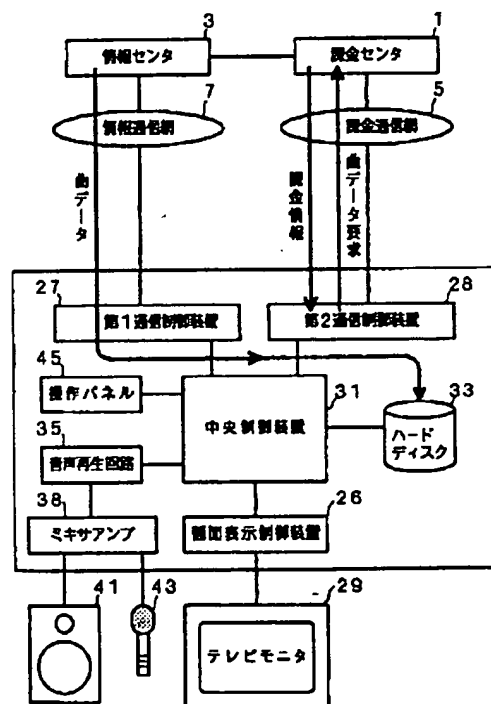 3
1
情報センタ
課金センタ
7
5
情報通信網
課金通信網
曲データ
課金情報
曲データ要求
27
28
第1通信制御装置
第2通信制御装置
45
操作パネル
31
33
中央制御装置
ハード
ディスク
35
音声再生回路
38
26
ミキサアンプ
画面表示制御装置
41
43
29
テレビモニタ